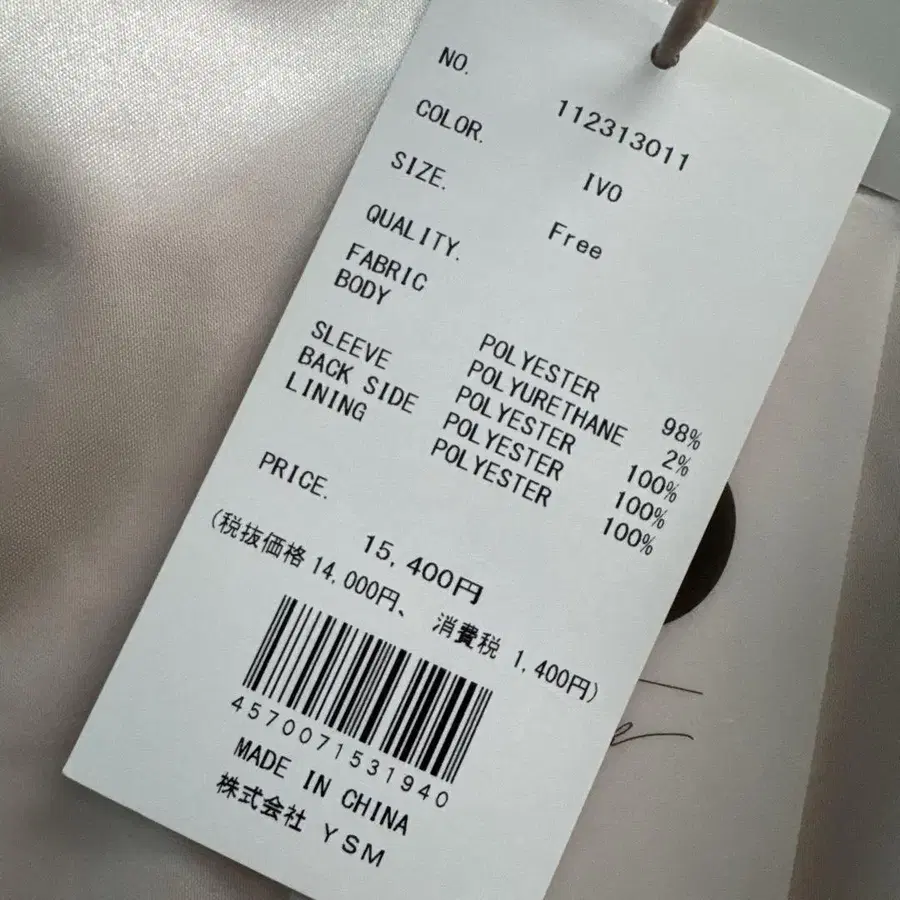 NO. 112313011
COLOR. IVO
SIZE. Free
QUALITY.
FABRIC
BODY POLYESTER 98%
POLYURETHANE 2%
SLEEVE POLYESTER 100%
BACK SIDE POLYESTER 100%
LINING POLYESTER 100%
PRICE. 15,400円
(税抜価格 14,000円、 消費税 1,400円)
4570071531940
MADE IN CHINA
株式会社 YSM